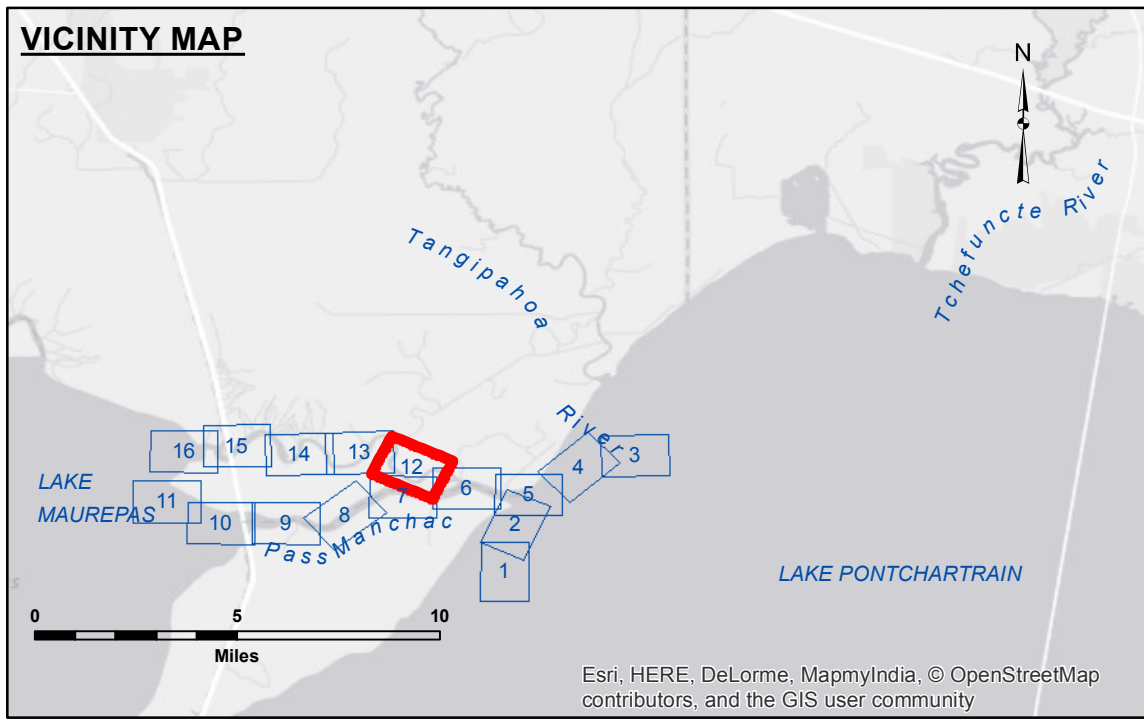 VICINITY MAP
N
Tchefuncte River
Tangipahoa
River
16
15
14
13
12
3
4
LAKE
MAUREPAS
11
10
9
8
7
6
5
2
1
Pass Manchac
LAKE PONTCHARTRAIN
0 5 10
Miles
Esri, HERE, DeLorme, MapmyIndia, © OpenStreetMap
contributors, and the GIS user community